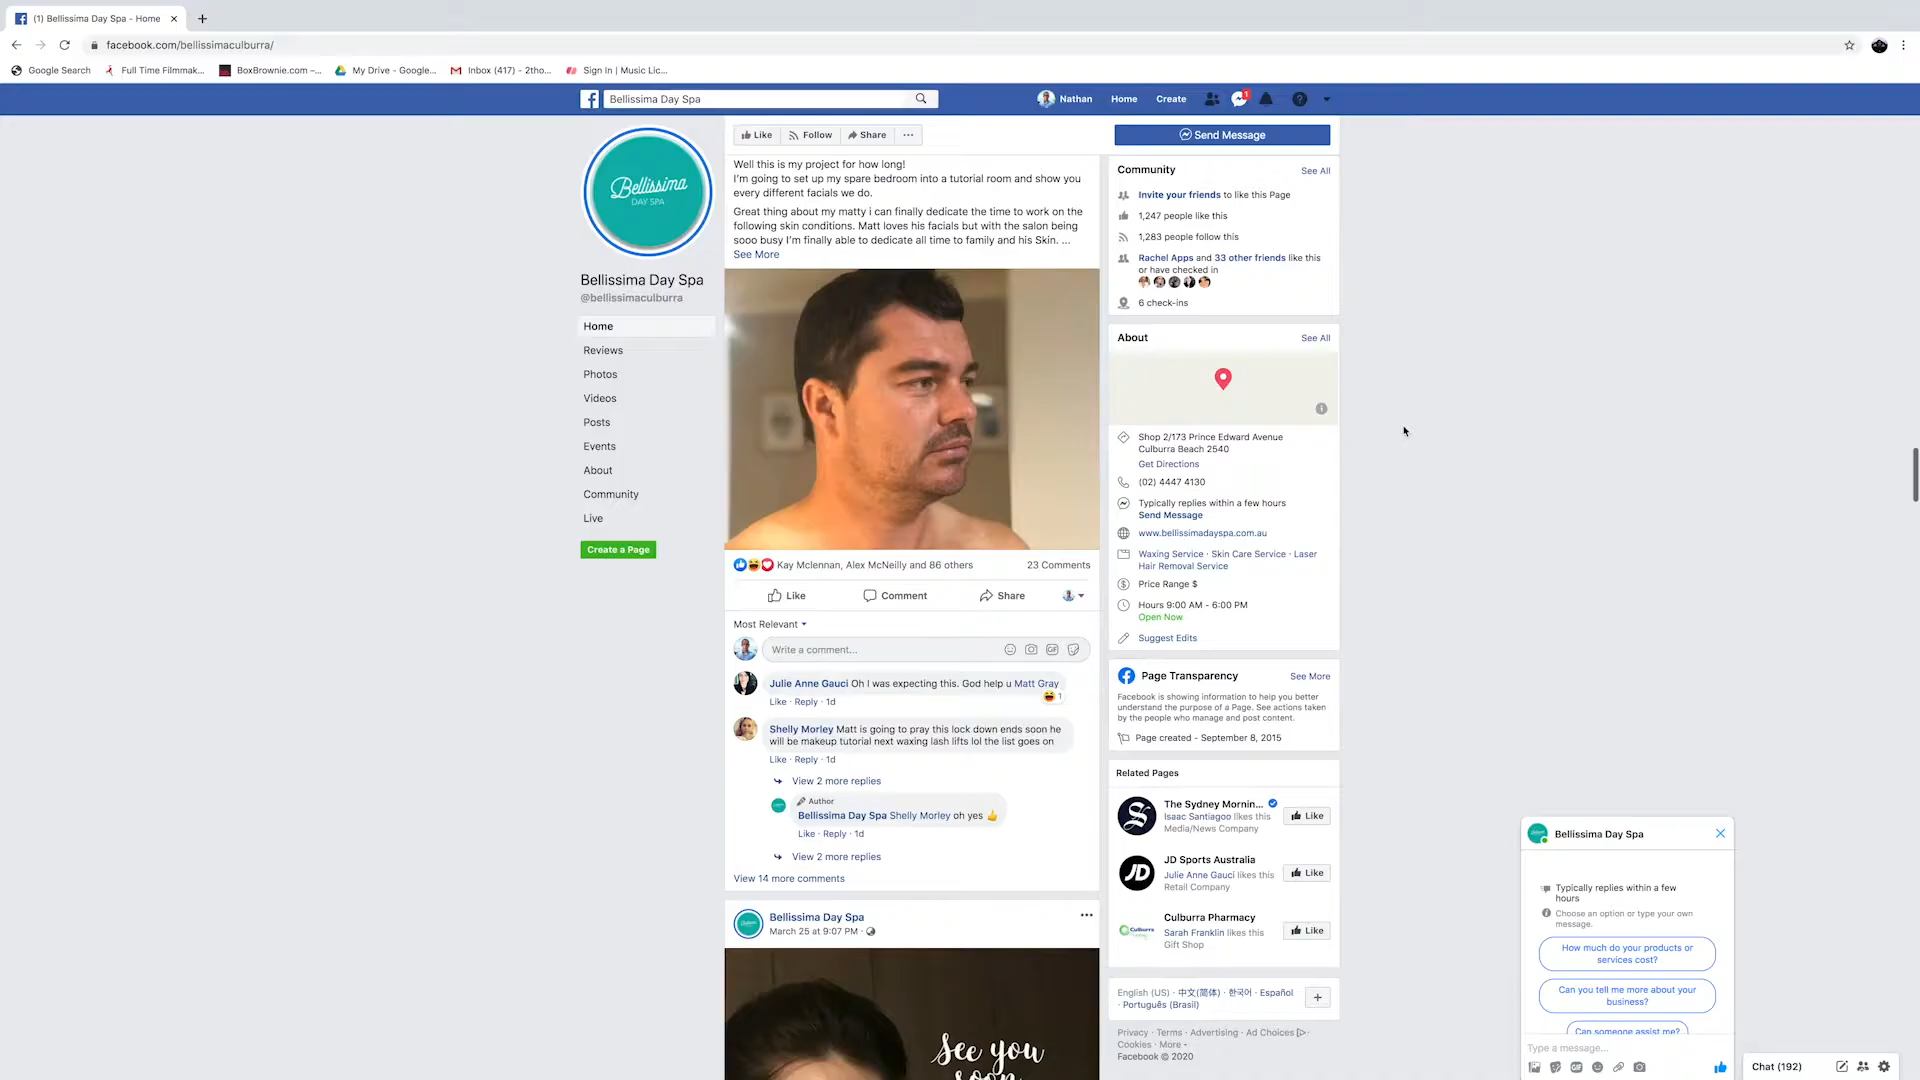 (1) Bellissima Day Spa - Home
facebook.com/bellissimaculburra/
Google Search
Full Time Filmmak...
BoxBrownie.com –...
My Drive - Google...
Inbox (417) - 2tho...
Sign In | Music Lic...
Bellissima Day Spa
Nathan
Home
Create
1
Bellissima
DAY SPA
Bellissima Day Spa
@bellissimaculburra
Home
Reviews
Photos
Videos
Posts
Events
About
Community
Live
Create a Page
Like
Follow
Share
Send Message
Well this is my project for how long!
I'm going to set up my spare bedroom into a tutorial room and show you
every different facials we do.
Great thing about my matty i can finally dedicate the time to work on the
following skin conditions. Matt loves his facials but with the salon being
sooo busy I'm finally able to dedicate all time to family and his Skin. ...
See More
Kay Mclennan, Alex McNeilly and 86 others
23 Comments
Like
Comment
Share
Most Relevant
Write a comment...
GIF
Julie Anne Gauci Oh I was expecting this. God help u Matt Gray
1
Like · Reply · 1d
Shelly Morley Matt is going to pray this lock down ends soon he
will be makeup tutorial next waxing lash lifts lol the list goes on
Like · Reply · 1d
View 2 more replies
Author
Bellissima Day Spa Shelly Morley oh yes 👍
Like · Reply · 1d
View 2 more replies
View 14 more comments
Bellissima Day Spa
March 25 at 9:07 PM ·
See you
soon
Community
See All
Invite your friends to like this Page
1,247 people like this
1,283 people follow this
Rachel Apps and 33 other friends like this
or have checked in
6 check-ins
About
See All
Shop 2/173 Prince Edward Avenue
Culburra Beach 2540
Get Directions
(02) 4447 4130
Typically replies within a few hours
Send Message
www.bellissimadayspa.com.au
Waxing Service · Skin Care Service · Laser
Hair Removal Service
Price Range $
Hours 9:00 AM - 6:00 PM
Open Now
Suggest Edits
Page Transparency
See More
Facebook is showing information to help you better
understand the purpose of a Page. See actions taken
by the people who manage and post content.
Page created - September 8, 2015
Related Pages
The Sydney Mornin...
Isaac Santiagoo likes this
Media/News Company
Like
JD
JD Sports Australia
Julie Anne Gauci likes this
Retail Company
Like
Culburra
Culburra Pharmacy
Sarah Franklin likes this
Gift Shop
Like
English (US) · 中文(简体) · 한국어 · Español
· Português (Brasil)
Privacy · Terms · Advertising · Ad Choices ·
Cookies · More
Facebook © 2020
Bellissima Day Spa
Typically replies within a few
hours
Choose an option or type your own
message.
How much do your products or
services cost?
Can you tell me more about your
business?
Can someone assist me?
Type a message...
GIF
Chat (192)